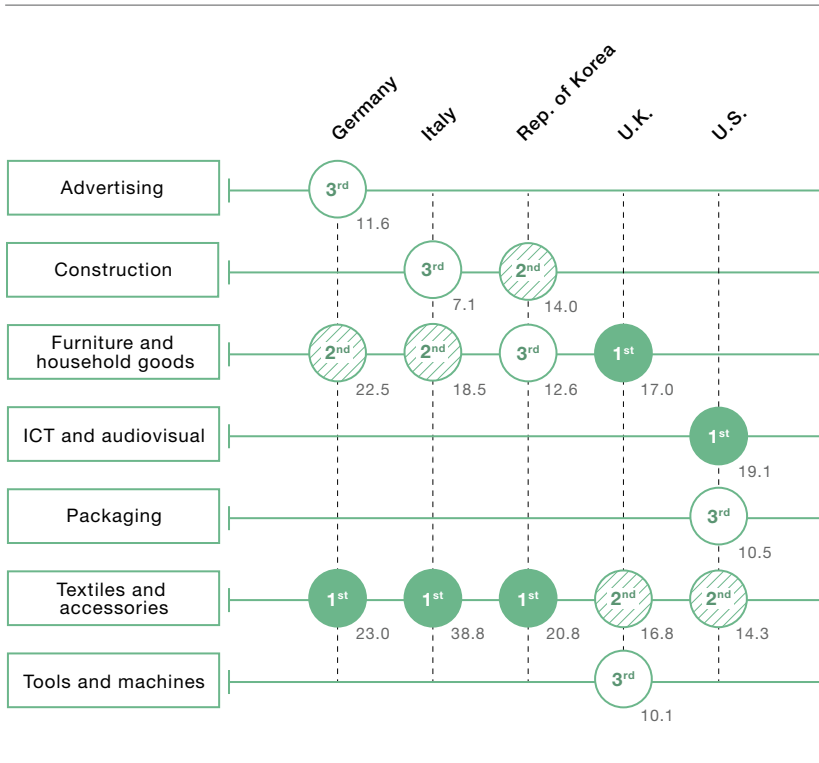 Germany
Italy
Rep. of Korea
U.K.
U.S.
Advertising
3rd
11.6
Construction
3rd
2nd
7.1
14.0
Furniture and
household goods
2nd
2nd
3rd
1st
22.5
18.5
12.6
17.0
ICT and audiovisual
1st
19.1
Packaging
3rd
10.5
Textiles and
accessories
1st
1st
1st
2nd
2nd
23.0
38.8
20.8
16.8
14.3
Tools and machines
3rd
10.1